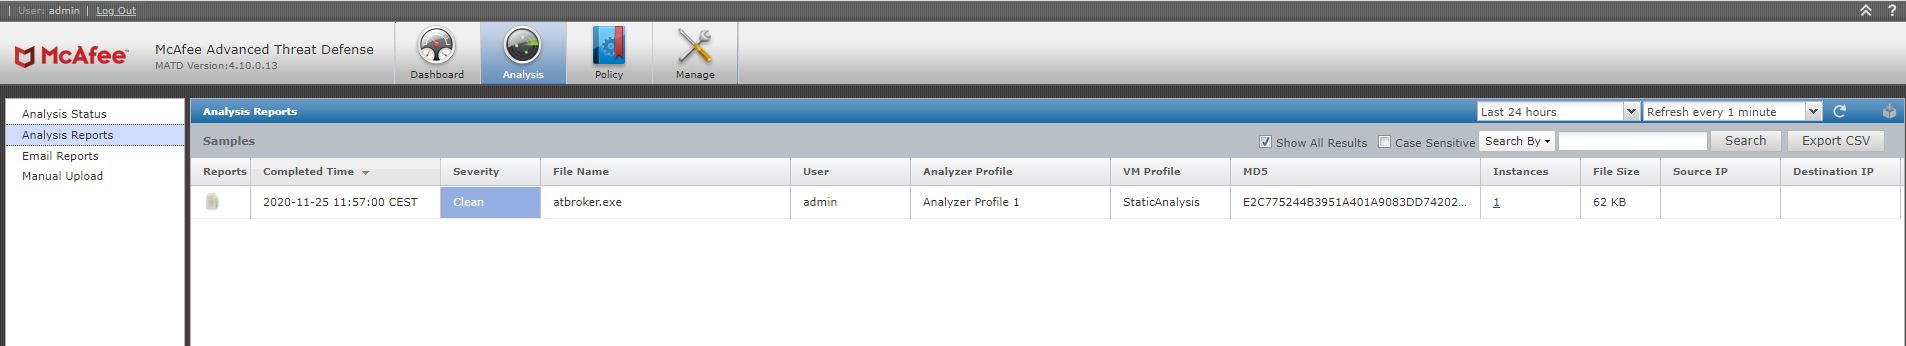 | User: admin | Log Out
?
McAfee™
McAfee Advanced Threat Defense
MATD Version:4.10.0.13
Dashboard
Analysis
Policy
Manage
Analysis Status
Analysis Reports
Email Reports
Manual Upload
Analysis Reports
Last 24 hours
Refresh every 1 minute
Samples
Show All Results
Case Sensitive
Search By
Search
Export CSV
Reports Completed Time Severity File Name User Analyzer Profile VM Profile MD5 Instances File Size Source IP Destination IP
2020-11-25 11:57:00 CEST Clean atbroker.exe admin Analyzer Profile 1 StaticAnalysis E2C775244B3951A401A9083DD74202... 1 62 KB